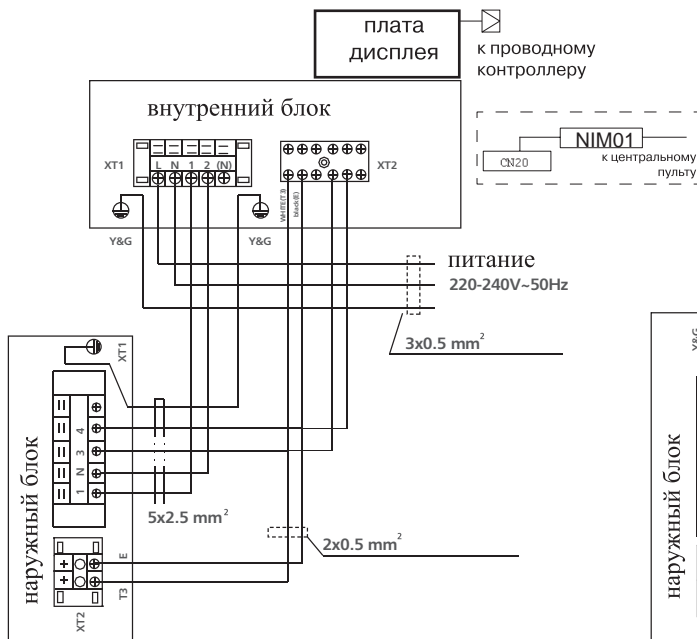 плата
дисплея
к проводному
контроллеру
внутренний блок
XT1
L N 1 2 (N)
XT2
NIM01
CN20
к центральному
пульту
WHITE(T3)
black(E)
Y&G
Y&G
питание
220-240V~50Hz
3x0.5 mm²
наружный блок
XT1
4
3
N
1
5x2.5 mm²
2x0.5 mm²
E
T3
XT2
Y&G
наружный блок